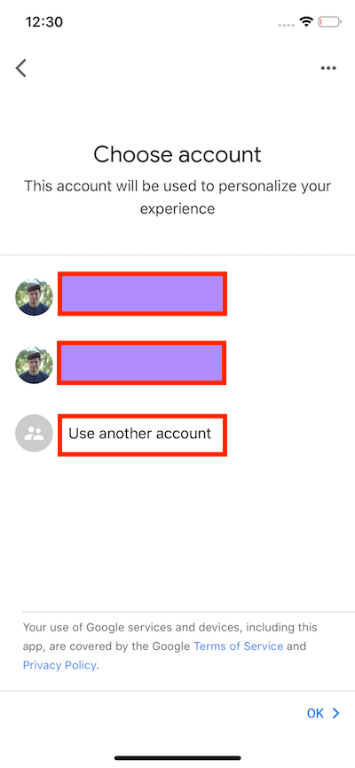 12:30
Choose account
This account will be used to personalize your
experience
Use another account
Your use of Google services and devices, including this
app, are covered by the Google Terms of Service and
Privacy Policy.
OK